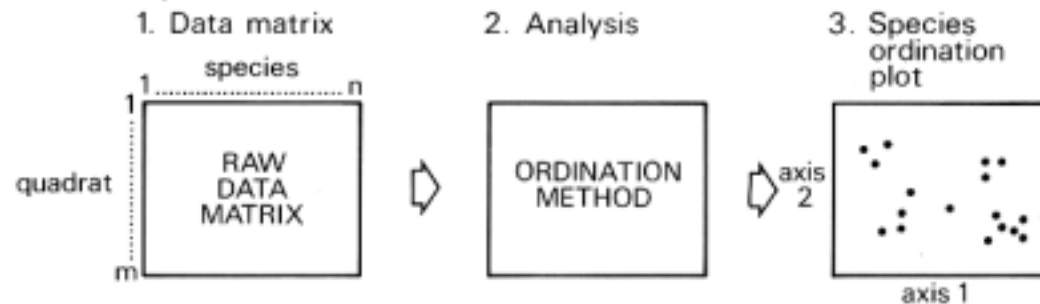 1. Data matrix
species
1 ........................ n
1
quadrat
m
RAW
DATA
MATRIX
2. Analysis
ORDINATION
METHOD
3. Species
ordination
plot
axis
2
axis 1